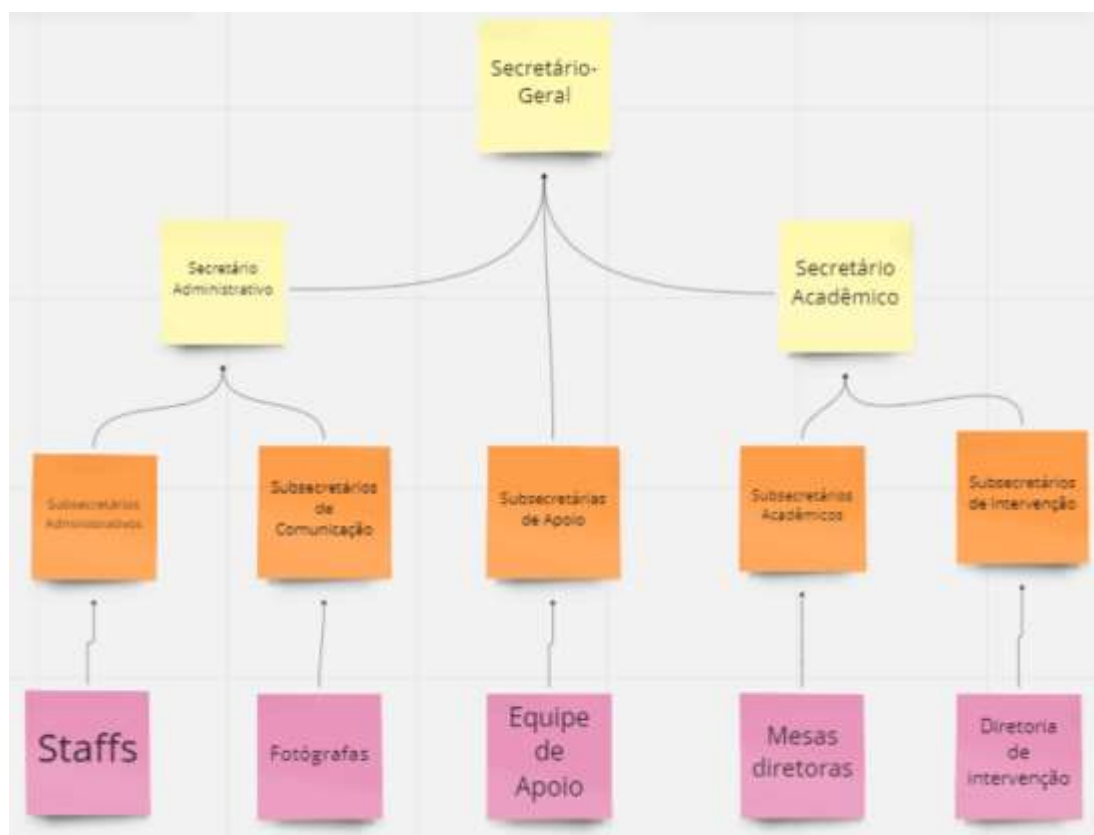 Secretário-
Geral
Secretário
Administrativo
Secretário
Acadêmico
Subsecretários
Administrativos
Subsecretários
de
Comunicação
Subsecretárias
de Apoio
Subsecretários
Acadêmicos
Subsecretários
de Intervenção
Staffs
Fotógrafas
Equipe
de
Apoio
Mesas
diretoras
Diretoria
de
intervenção